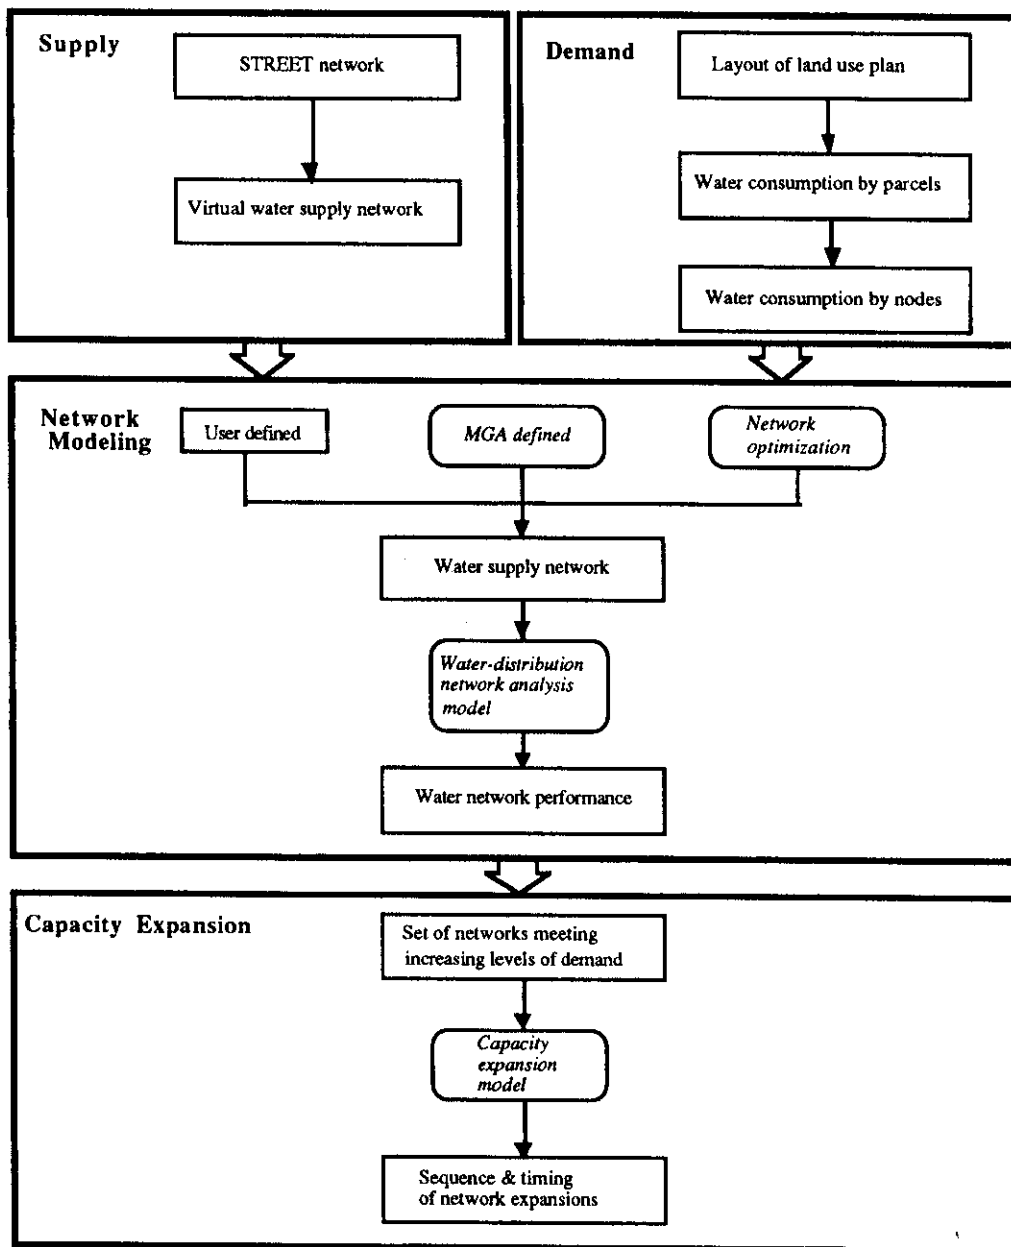 Supply
STREET network
Virtual water supply network
Demand
Layout of land use plan
Water consumption by parcels
Water consumption by nodes
Network
Modeling
User defined
MGA defined
Network
optimization
Water supply network
Water-distribution
network analysis
model
Water network performance
Capacity Expansion
Set of networks meeting
increasing levels of demand
Capacity
expansion
model
Sequence & timing
of network expansions